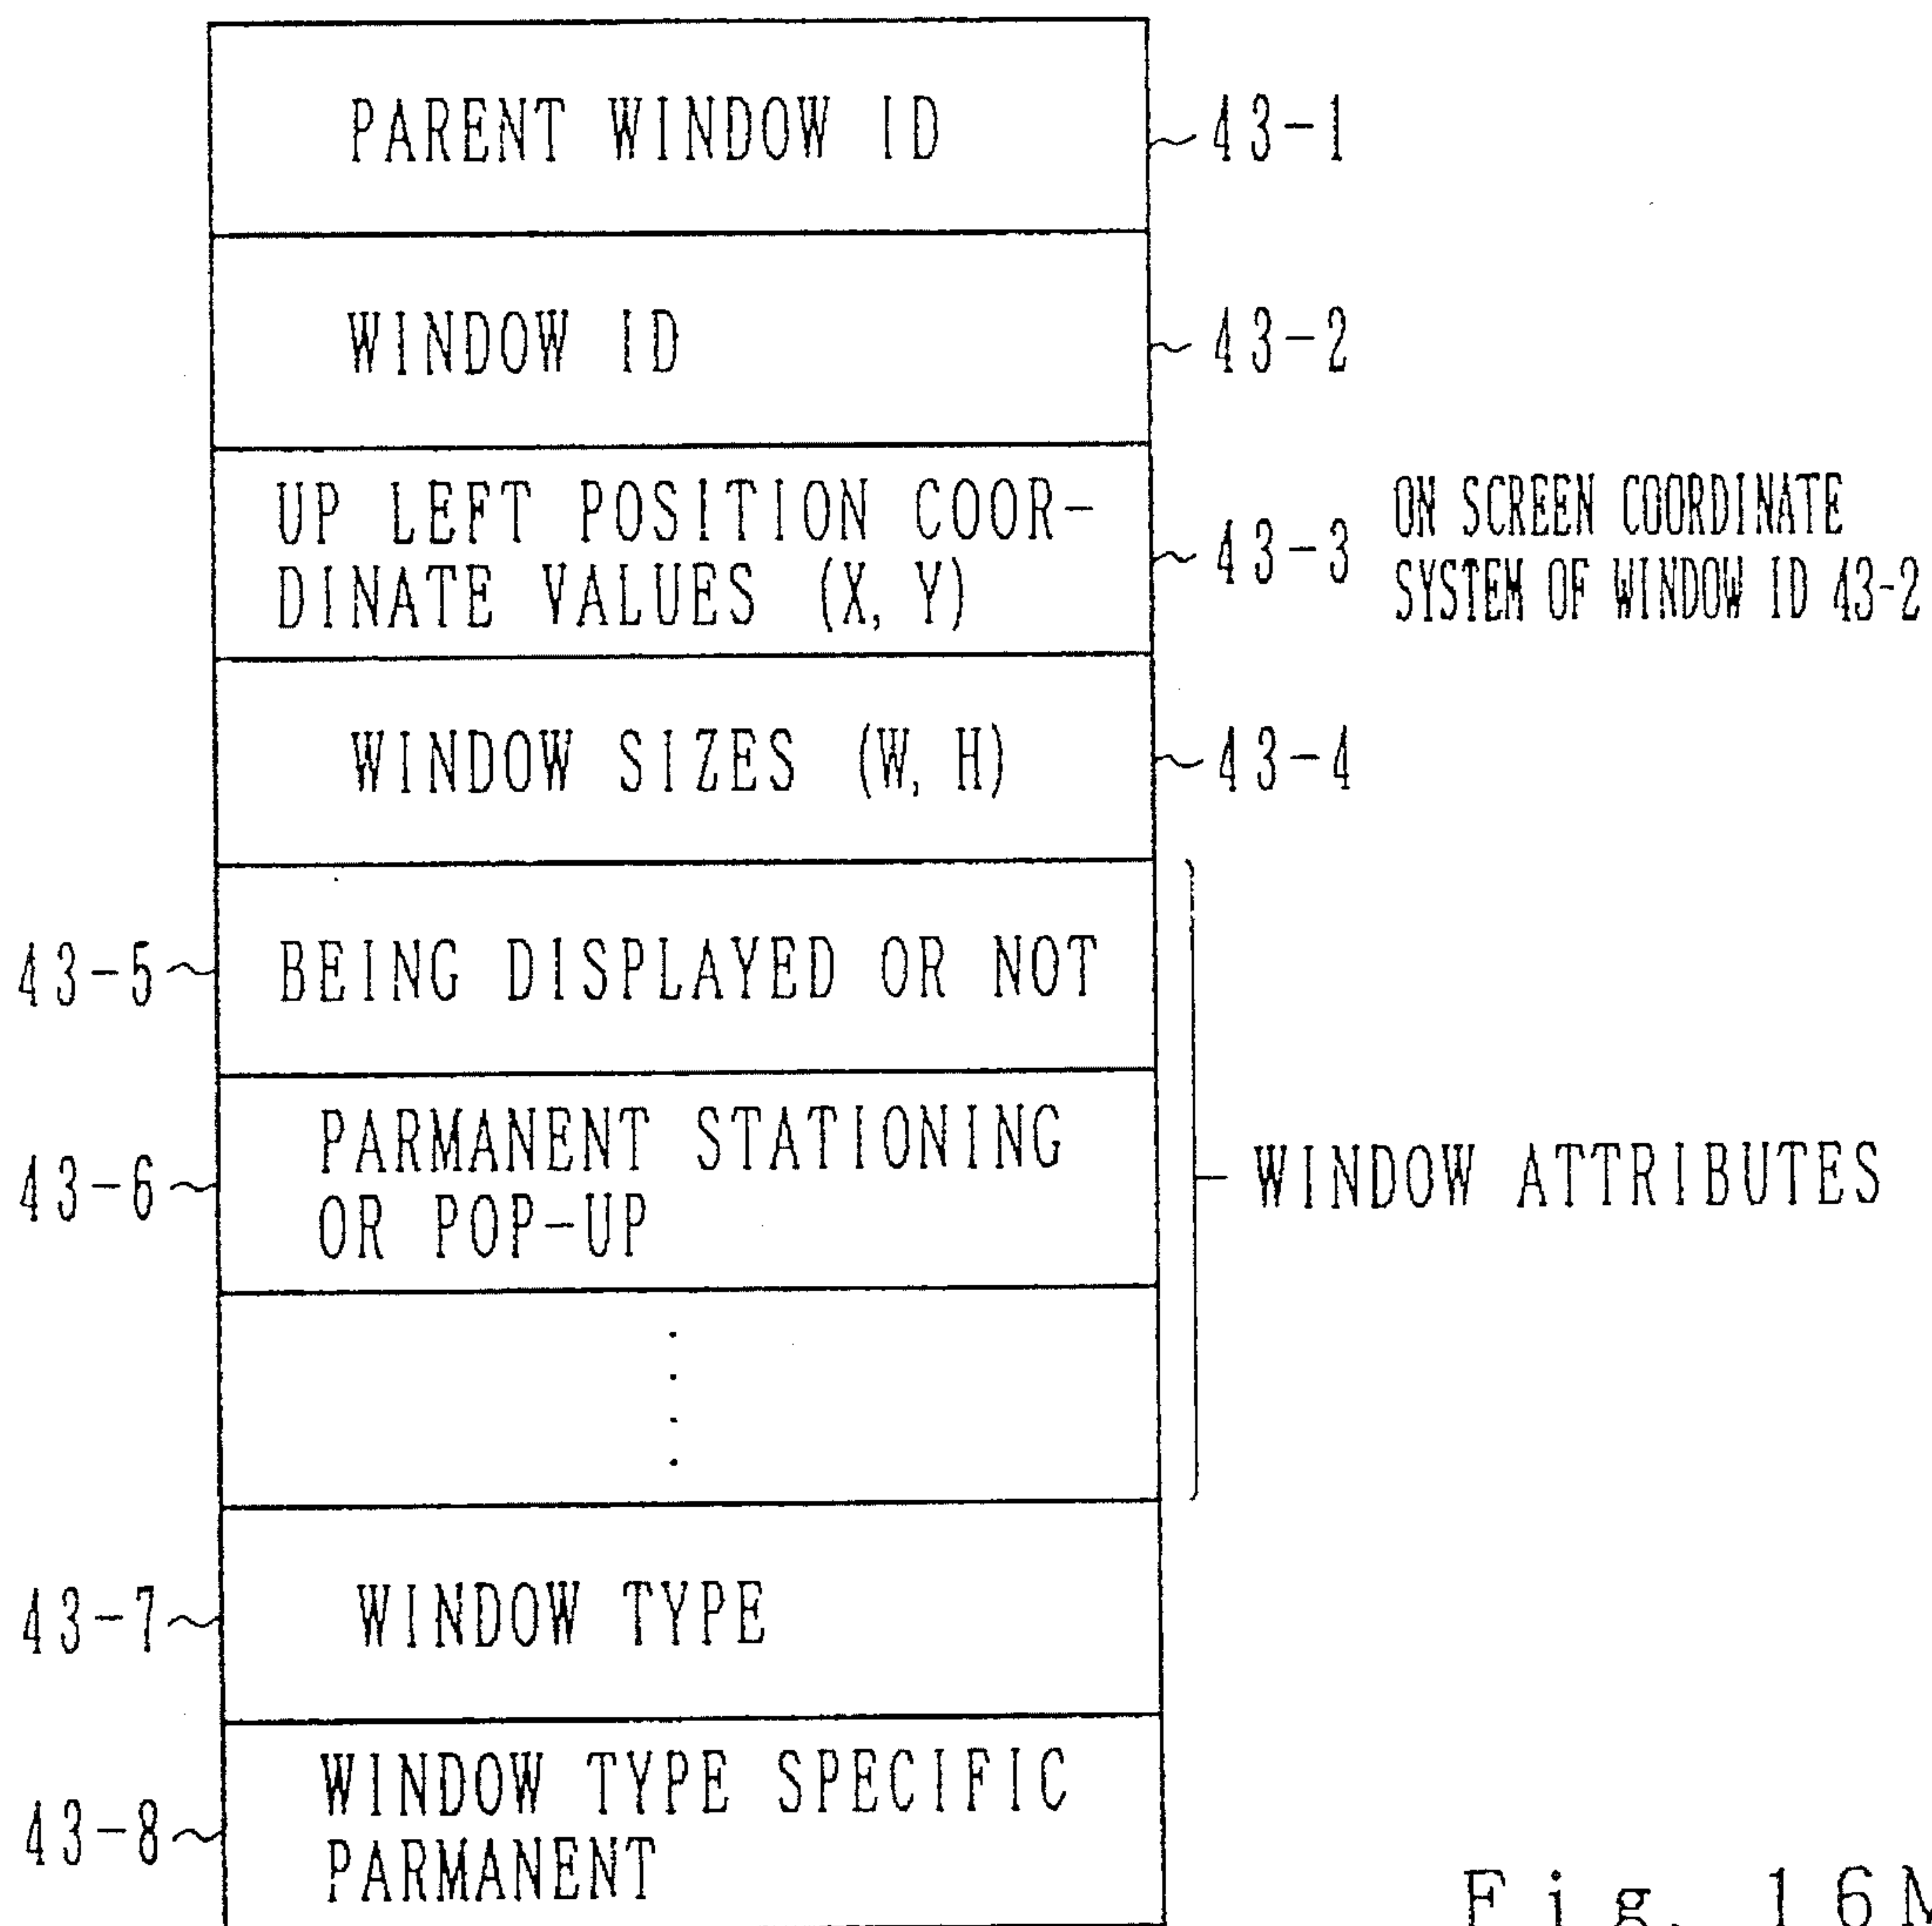 PARENT WINDOW ID
43-1
WINDOW ID
43-2
UP LEFT POSITION COOR-
DINATE VALUES (X, Y)
43-3
ON SCREEN COORDINATE
SYSTEM OF WINDOW ID 43-2
WINDOW SIZES (W, H)
43-4
43-5
BEING DISPLAYED OR NOT
43-6
PARMANENT STATIONING
OR POP-UP
WINDOW ATTRIBUTES
43-7
WINDOW TYPE
43-8
WINDOW TYPE SPECIFIC
PARMANENT
Fig. 16